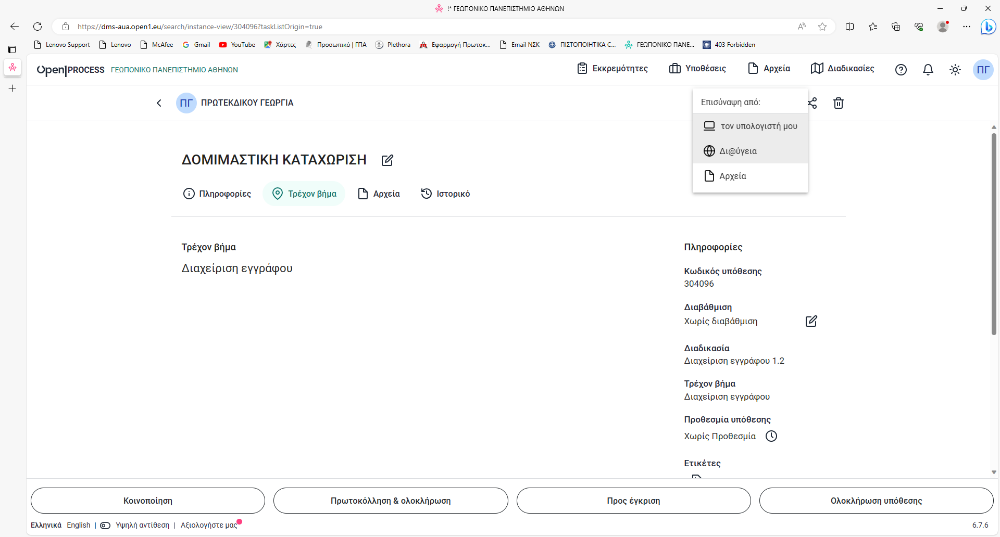 !* ΓΕΩΠΟΝΙΚΟ ΠΑΝΕΠΙΣΤΗΜΙΟ ΑΘΗΝΩΝ
https://dms-aua.open1.eu/search/instance-view/304096?taskListOrigin=true
Lenovo Support Lenovo McAfee Gmail YouTube Χάρτες Προσωπικό | ΓΠΑ Plethora Εφαρμογή Πρωτοκ... Email ΝΣΚ ΠΙΣΤΟΠΟΙΗΤΙΚΑ C... ΓΕΩΠΟΝΙΚΟ ΠΑΝΕ... 403 Forbidden
Open|PROCESS ΓΕΩΠΟΝΙΚΟ ΠΑΝΕΠΙΣΤΗΜΙΟ ΑΘΗΝΩΝ Εκκρεμότητες Υποθέσεις Αρχεία Διαδικασίες ΠΓ
ΠΓ ΠΡΩΤΕΚΔΙΚΟΥ ΓΕΩΡΓΙΑ
Επισύναψη από:
τον υπολογιστή μου
Δι@ύγεια
Αρχεία
ΔΟΜΙΜΑΣΤΙΚΗ ΚΑΤΑΧΩΡΙΣΗ
Πληροφορίες Τρέχον βήμα Αρχεία Ιστορικό
Τρέχον βήμα
Διαχείριση εγγράφου
Πληροφορίες
Κωδικός υπόθεσης
304096
Διαβάθμιση
Χωρίς διαβάθμιση
Διαδικασία
Διαχείριση εγγράφου 1.2
Τρέχον βήμα
Διαχείριση εγγράφου
Προθεσμία υπόθεσης
Χωρίς Προθεσμία
Ετικέτες
Κοινοποίηση Πρωτοκόλληση & ολοκλήρωση Προς έγκριση Ολοκλήρωση υπόθεσης
Ελληνικά English | Υψηλή αντίθεση | Αξιολογήστε μας 6.7.6